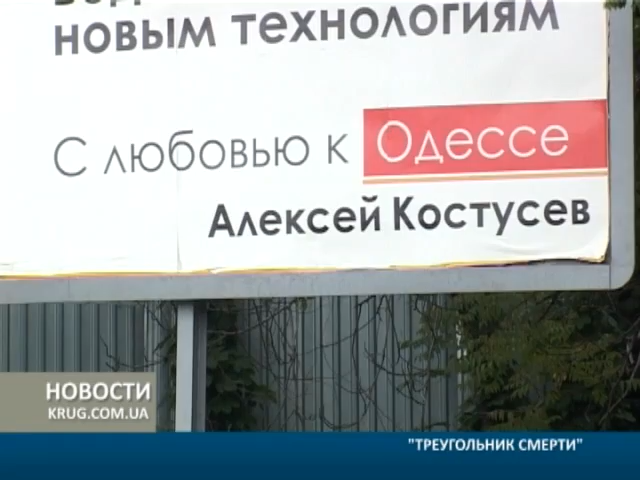 новым технологиям
С любовью к Одессе
Алексей Костусев
НОВОСТИ
KRUG.COM.UA
"ТРЕУГОЛЬНИК СМЕРТИ"